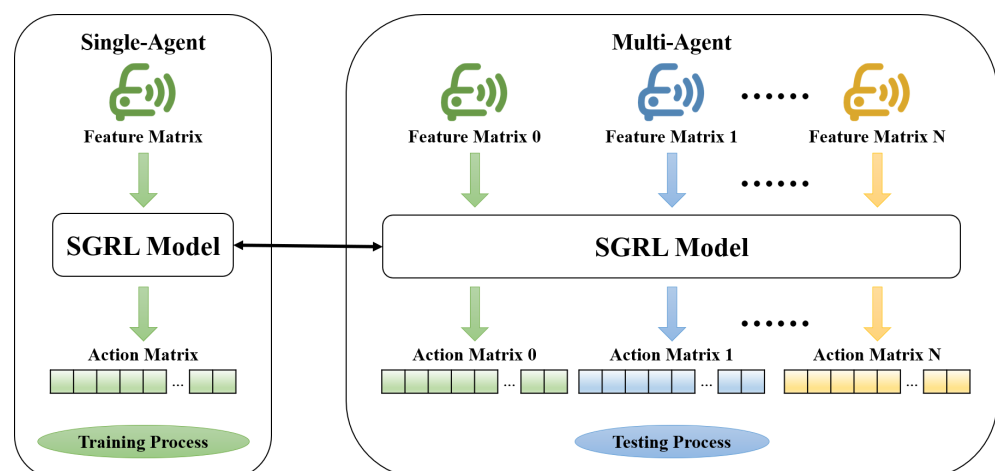 Single-Agent
Feature Matrix
SGRL Model
Action Matrix
...
Training Process
Multi-Agent
......
Feature Matrix 0
Feature Matrix 1
Feature Matrix N
......
SGRL Model
......
Action Matrix 0
Action Matrix 1
Action Matrix N
...
...
...
Testing Process